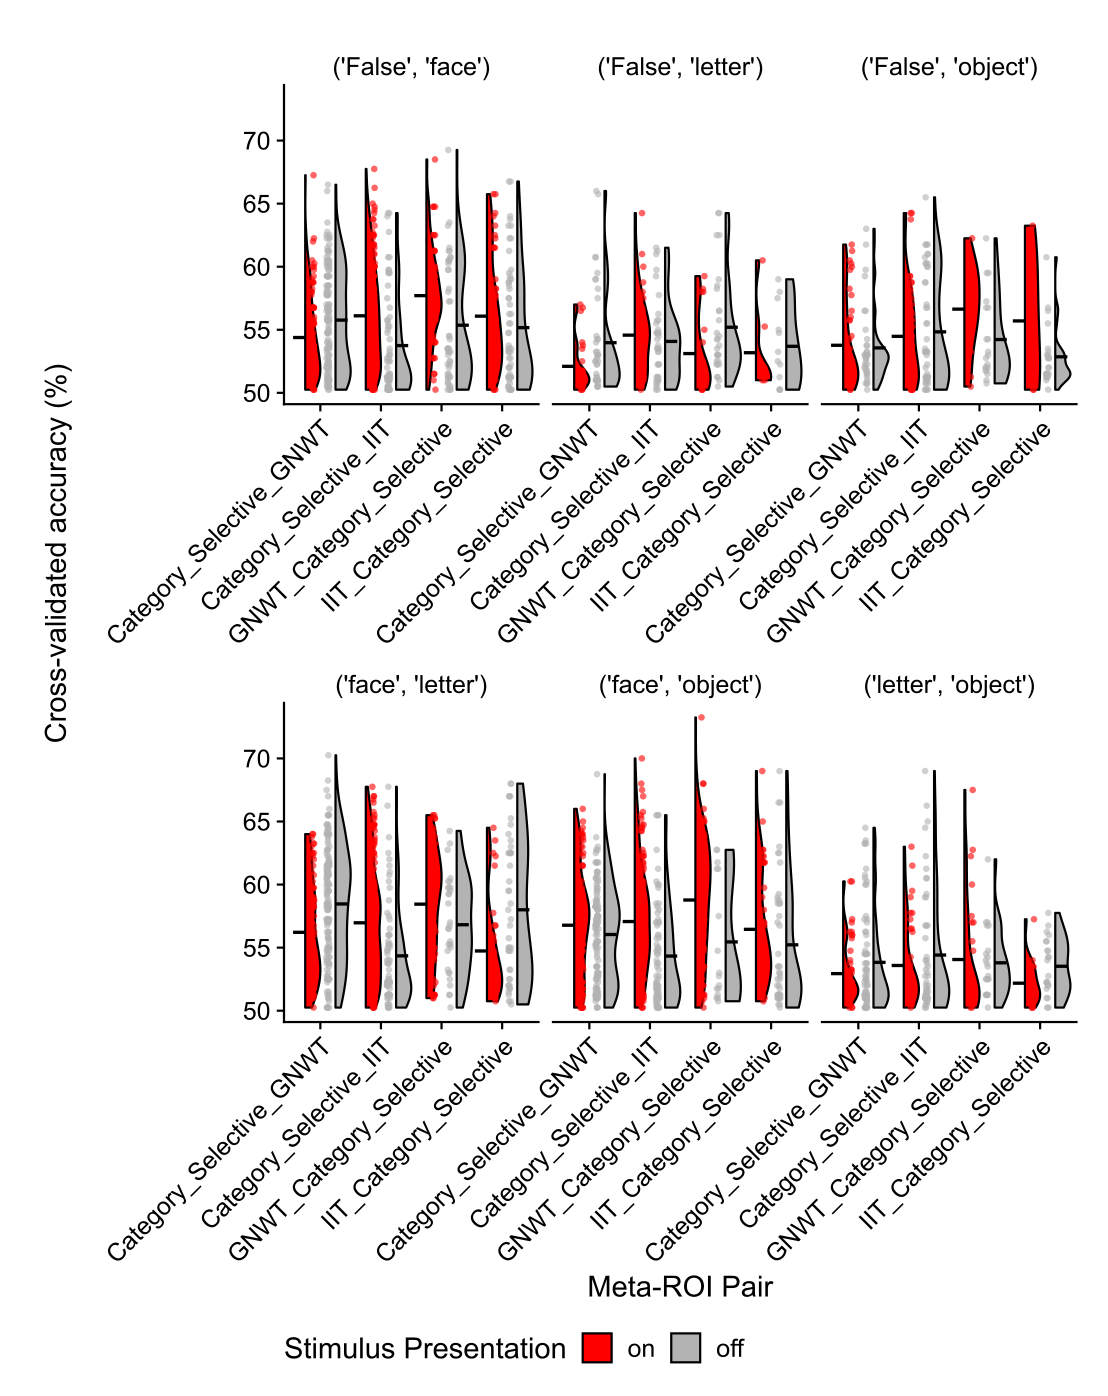 ('False', 'face')
('False', 'letter')
('False', 'object')
70
65
60
55
50
Category_Selective_GNWT
Category_Selective_IIT
GNWT_Category_Selective
IIT_Category_Selective
Category_Selective_GNWT
Category_Selective_IIT
GNWT_Category_Selective
IIT_Category_Selective
Category_Selective_GNWT
Category_Selective_IIT
GNWT_Category_Selective
IIT_Category_Selective
Cross-validated accuracy (%)
('face', 'letter')
('face', 'object')
('letter', 'object')
70
65
60
55
50
Category_Selective_GNWT
Category_Selective_IIT
GNWT_Category_Selective
IIT_Category_Selective
Category_Selective_GNWT
Category_Selective_IIT
GNWT_Category_Selective
IIT_Category_Selective
Category_Selective_GNWT
Category_Selective_IIT
GNWT_Category_Selective
IIT_Category_Selective
Meta-ROI Pair
Stimulus Presentation on off